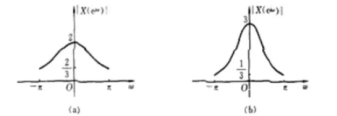 |X(e^{jω})|
2
2/3
-π
O
π
ω
(a)
|X(e^{jω})|
3
1/3
-π
O
π
ω
(b)